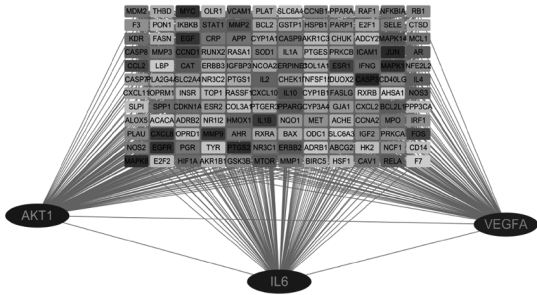 MDM2 THBD MYC OLR1 VCAM1 PLAU SLC6A4 CCNB1 PPARA RAF1 NFKBIA RB1
F3 PON1 IKBKB STAT1 MMP2 BCL2 GSTP1 HSPB1 PARP1 E2F1 SELE CTSD
KDR FASN EGF CRP APP CYP1A1 CASP9 AKR1C3 CHUK ADCY2 MAPK14 MCL1
CASP8 MMP3 CCND1 RUNX2 RASA1 SOD1 IL1A PTGES PRKCB ICAM1 JUN AR
CCL2 LBP CAT ERBB3 IGFBP3 NCOA2 ERPINB3 COL1A1 ESR1 IFNG MAPK1 NFE2L2
CASP7 PLA2G4A SLC2A4 NR3C2 PTGS1 IL2 CHEK1 TNFSF15 DUOX2 CASP3 CD40LG IL4
CXCL11 OPRM1 INSR TOP1 RASSF1 CXCL10 IL10 CYP1B1 FASLG RXRB AHSA1 NOS3
SLPI SPP1 CDKN1A ESR2 COL3A1 PTGER3 PPARG CYP3A4 GJA1 CXCL2 BCL2L1 PPP3CA
ALOX5 ACACA ADRB2 NR1I2 HMOX1 IL1B NQO1 MET ACHE CCNA2 MPO IRF1
PLAU CXCL8 OPRD1 MMP9 AHR RXRA BAX ODC1 SLC6A3 IGF2 PRKCA FOS
NOS2 EGFR PGR TYR PTGS2 NR3C1 ERBB2 ADRB1 ABCG2 HK2 NCF1 CD14
MAPK8 E2F2 HIF1A AKR1B1 GSK3B MTOR MMP1 BIRC5 HSF1 CAV1 RELA F7
AKT1
VEGFA
IL6